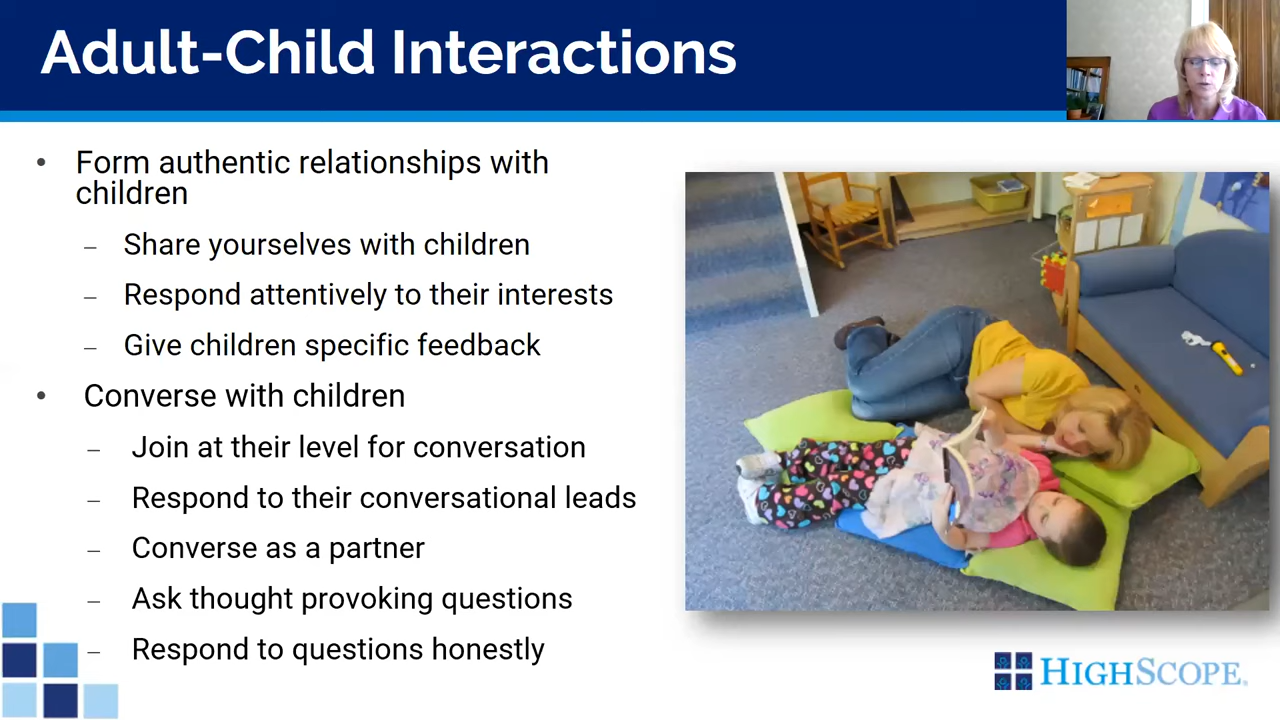 Adult-Child Interactions
• Form authentic relationships with
children
– Share yourselves with children
– Respond attentively to their interests
– Give children specific feedback
• Converse with children
– Join at their level for conversation
– Respond to their conversational leads
– Converse as a partner
– Ask thought provoking questions
– Respond to questions honestly
HIGHSCOPE®